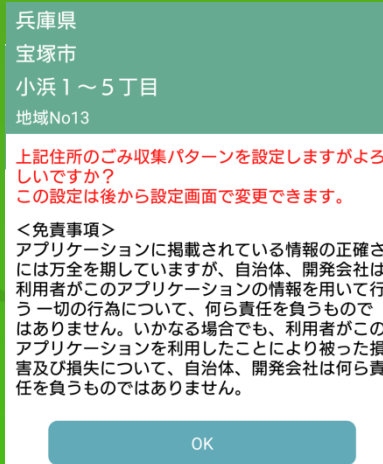 兵庫県
宝塚市
小浜１～５丁目
地域No13
上記住所のごみ収集パターンを設定しますがよろ
しいですか？
この設定は後から設定画面で変更できます。
＜免責事項＞
アプリケーションに掲載されている情報の正確さ
には万全を期していますが、自治体、開発会社は
利用者がこのアプリケーションの情報を用いて行
う 一切の行為について、何ら責任を負うもので
はありません。いかなる場合でも、利用者がこの
アプリケーションを利用したことにより被った損
害及び損失について、自治体、開発会社は何ら責
任を負うものではありません。
OK